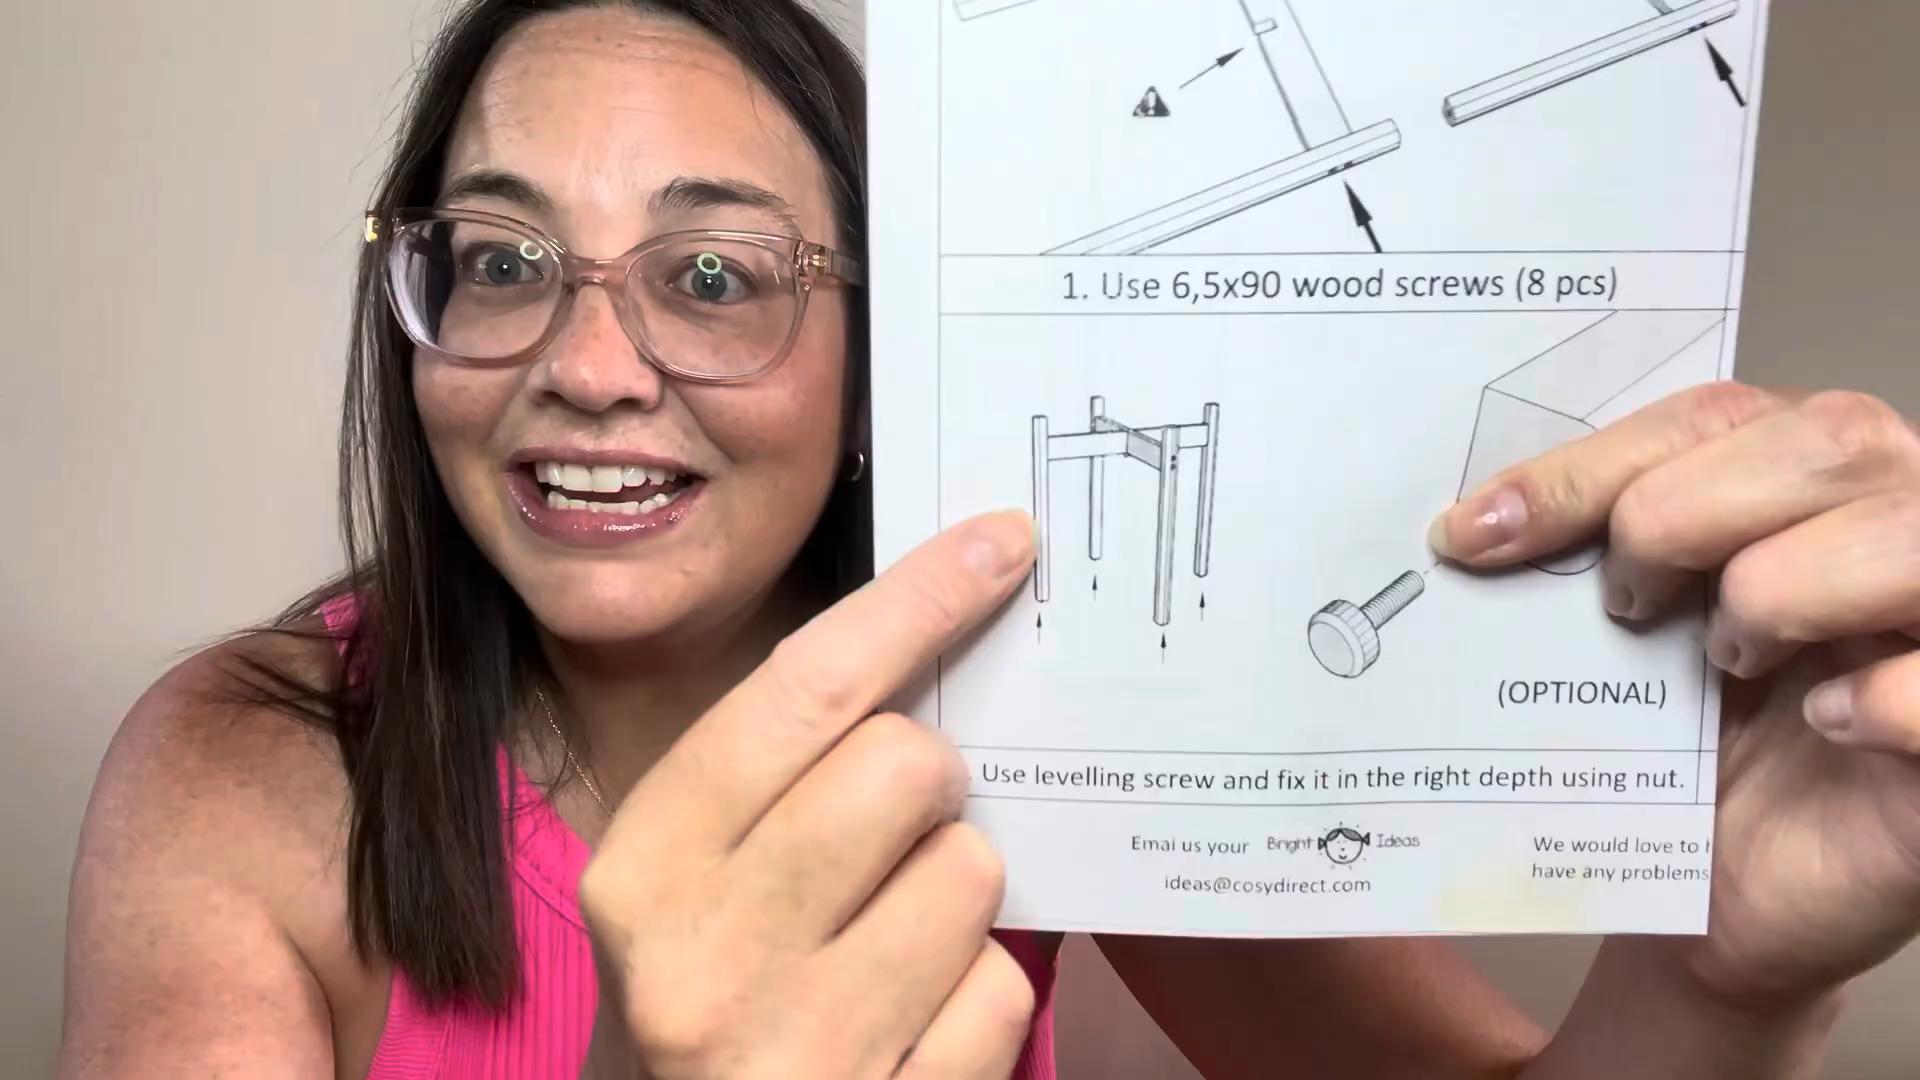 1. Use 6,5x90 wood screws (8 pcs)
(OPTIONAL)
. Use levelling screw and fix it in the right depth using nut.
Emai us your Bright Ideas
ideas@cosydirect.com
We would love to
have any problems